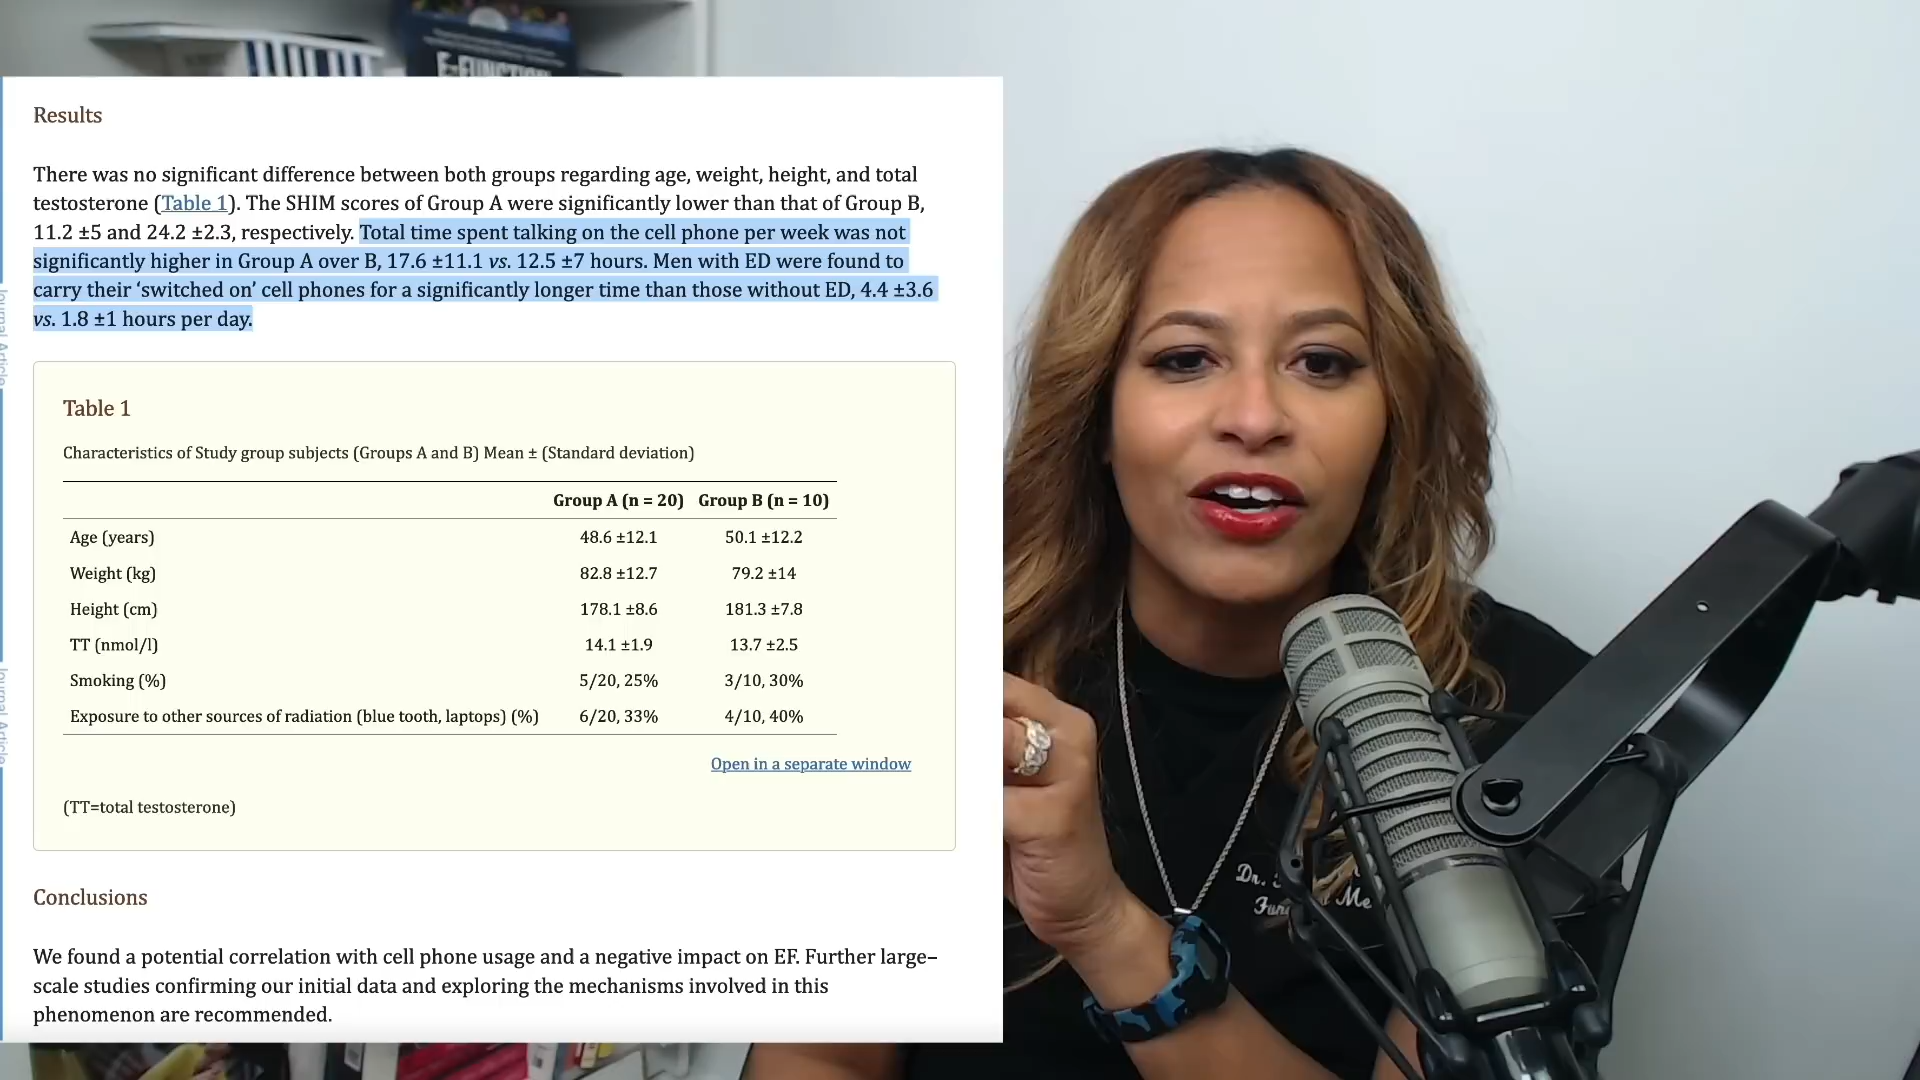 E-FUNCTION
Results
There was no significant difference between both groups regarding age, weight, height, and total
testosterone (Table 1). The SHIM scores of Group A were significantly lower than that of Group B,
11.2 ±5 and 24.2 ±2.3, respectively. Total time spent talking on the cell phone per week was not
significantly higher in Group A over B, 17.6 ±11.1 vs. 12.5 ±7 hours. Men with ED were found to
carry their ‘switched on’ cell phones for a significantly longer time than those without ED, 4.4 ±3.6
vs. 1.8 ±1 hours per day.
Table 1
Characteristics of Study group subjects (Groups A and B) Mean ± (Standard deviation)
Group A (n = 20) Group B (n = 10)
Age (years) 48.6 ±12.1 50.1 ±12.2
Weight (kg) 82.8 ±12.7 79.2 ±14
Height (cm) 178.1 ±8.6 181.3 ±7.8
TT (nmol/l) 14.1 ±1.9 13.7 ±2.5
Smoking (%) 5/20, 25% 3/10, 30%
Exposure to other sources of radiation (blue tooth, laptops) (%) 6/20, 33% 4/10, 40%
Open in a separate window
(TT=total testosterone)
Conclusions
We found a potential correlation with cell phone usage and a negative impact on EF. Further large–
scale studies confirming our initial data and exploring the mechanisms involved in this
phenomenon are recommended.
Journal Article
Journal Article
Dr.